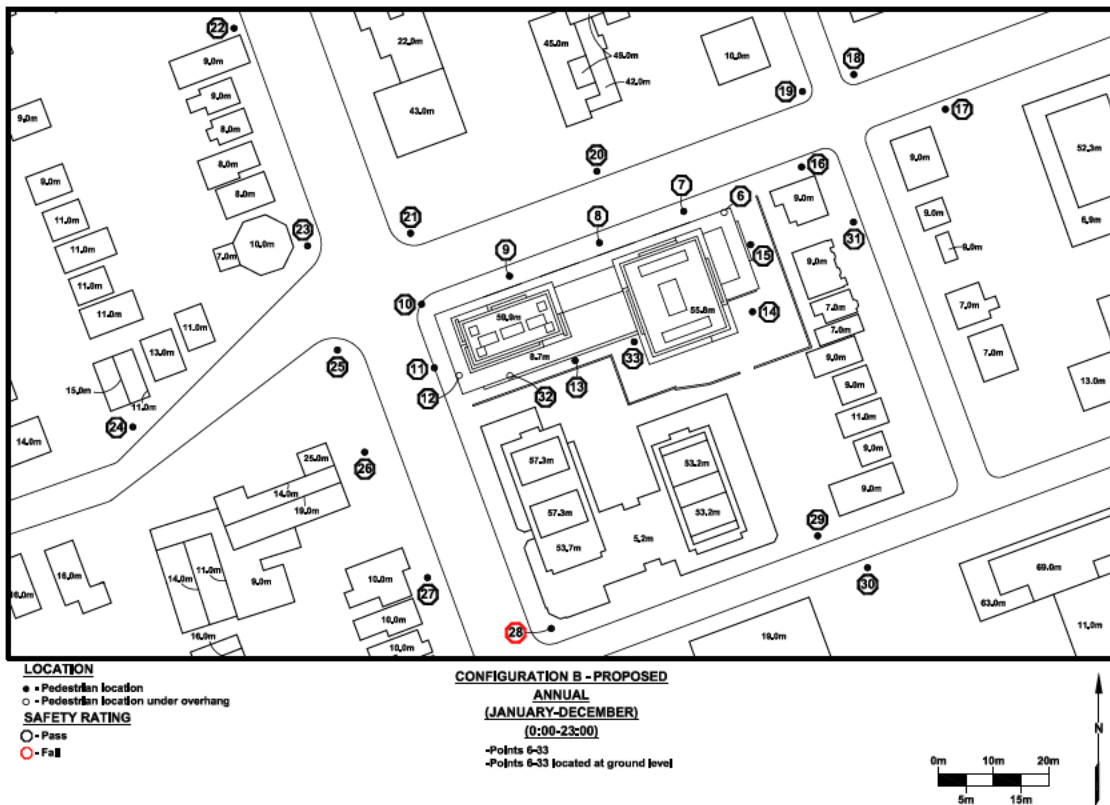 22
9.0m
22.0m
45.0m
49.0m
42.0m
10.0m
18
9.0m
9.0m
43.0m
19
17
52.3m
8.0m
20
9.0m
9.0m
8.0m
16
11.0m
8.0m
7
6
9.0m
9.0m
6.9m
11.0m
23
10.0m
7.0m
21
8
31
9.0m
15
9
9.0m
11.0m
10
59.9m
55.8m
14
7.0m
7.0m
11.0m
11.0m
7.0m
33
9.0m
7.0m
13.0m
25
8.7m
11
13
15.0m
12
32
9.0m
13.0m
11.0m
24
11.0m
14.0m
9.0m
26
25.0m
57.3m
53.2m
14.0m
9.0m
19.0m
57.3m
53.2m
29
53.7m
5.2m
14.0m
11.0m
9.0m
16.0m
10.0m
27
30
69.0m
63.0m
10.0m
16.0m
28
19.0m
11.0m
10.0m
LOCATION
- Pedestrian location
- Pedestrian location under overhang
SAFETY RATING
- Pass
- Fail
CONFIGURATION B - PROPOSED
ANNUAL
(JANUARY-DECEMBER)
(0:00-23:00)
-Points 6-33
-Points 6-33 located at ground level
N
0m
10m
20m
5m
15m